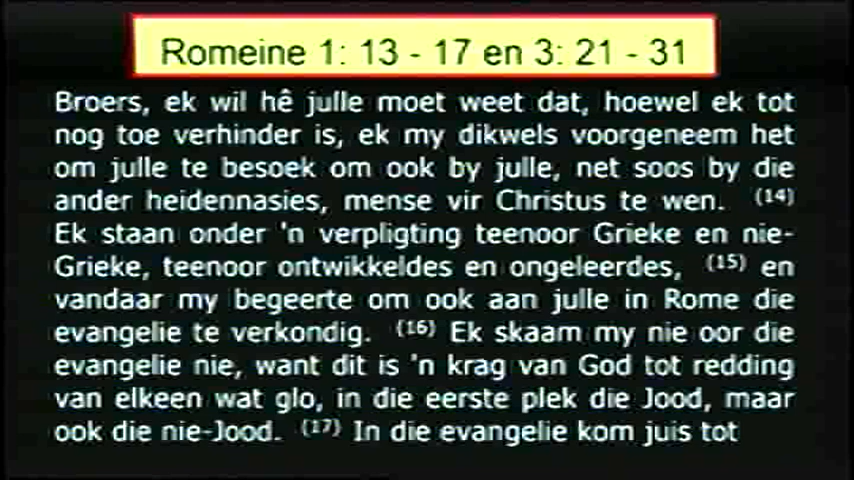 Romeine 1: 13 - 17 en 3: 21 - 31
Broers, ek wil hê julle moet weet dat, hoewel ek tot
nog toe verhinder is, ek my dikwels voorgeneem het
om julle te besoek om ook by julle, net soos by die
ander heidennasies, mense vir Christus te wen. (14)
Ek staan onder 'n verpligting teenoor Grieke en nie-
Grieke, teenoor ontwikkeldes en ongeleerdes, (15) en
vandaar my begeerte om ook aan julle in Rome die
evangelie te verkondig. (16) Ek skaam my nie oor die
evangelie nie, want dit is 'n krag van God tot redding
van elkeen wat glo, in die eerste plek die Jood, maar
ook die nie-Jood. (17) In die evangelie kom juis tot